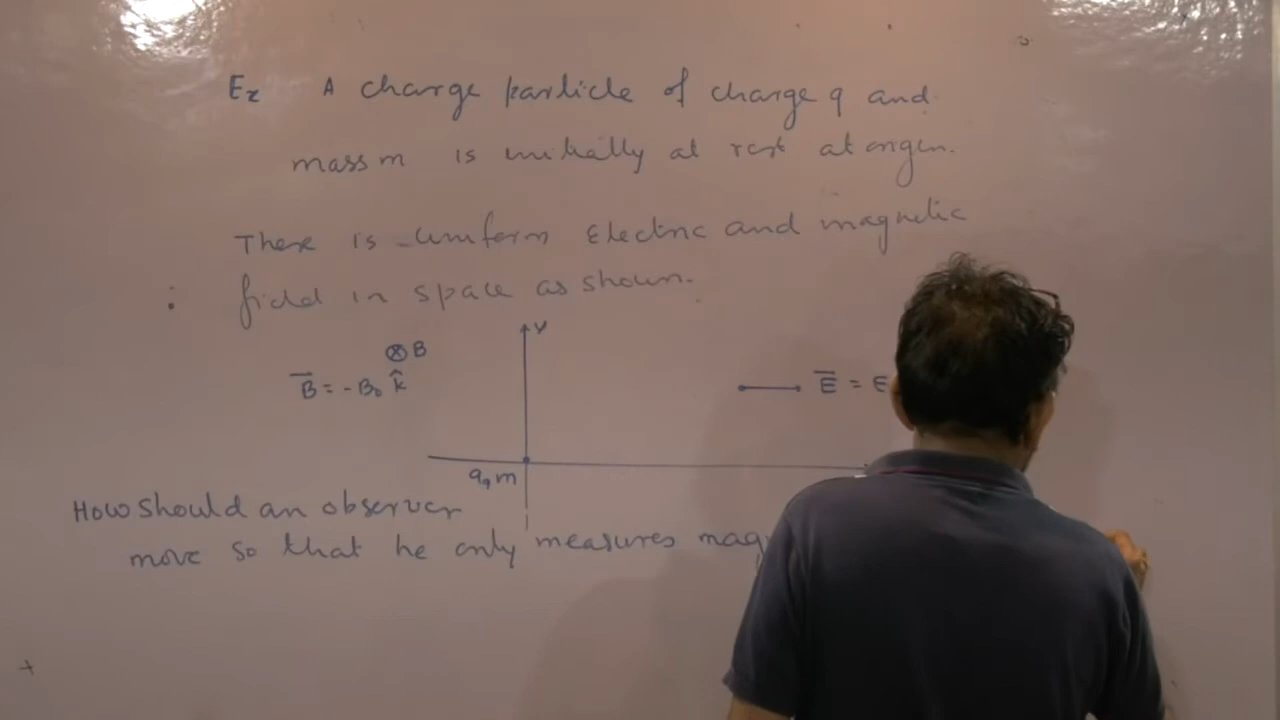 Ex A charge particle of charge q and
mass m is initially at rest at origin.
There is uniform Electric and magnetic
field in space as shown.
y
⊗ B
B̄ = -B₀ k̂
Ē = E
q, m
How should an observer
move so that he only measures mag